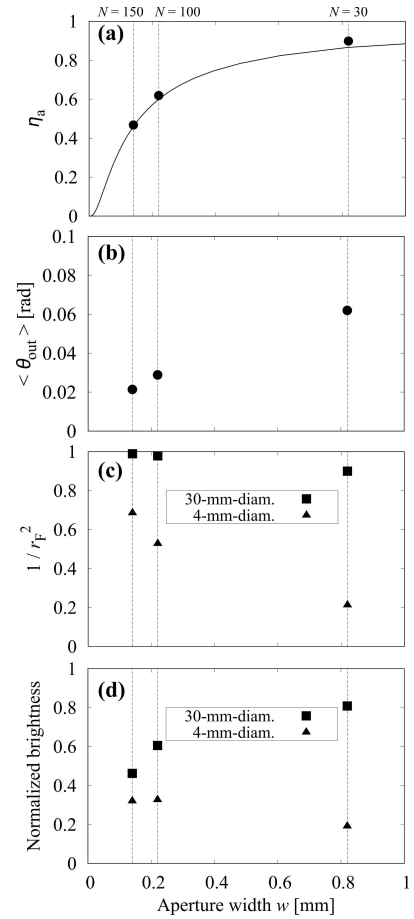 N = 150 N = 100 N = 30
(a)
1
0.8
0.6
0.4
0.2
0
ηa
(b)
0.1
0.08
0.06
0.04
0.02
0
< θout > [rad]
(c)
1
0.8
0.6
0.4
0.2
0
1 / rF²
30-mm-diam.
4-mm-diam.
(d)
1
0.8
0.6
0.4
0.2
0
Normalized brightness
30-mm-diam.
4-mm-diam.
0 0.2 0.4 0.6 0.8 1
Aperture width w [mm]